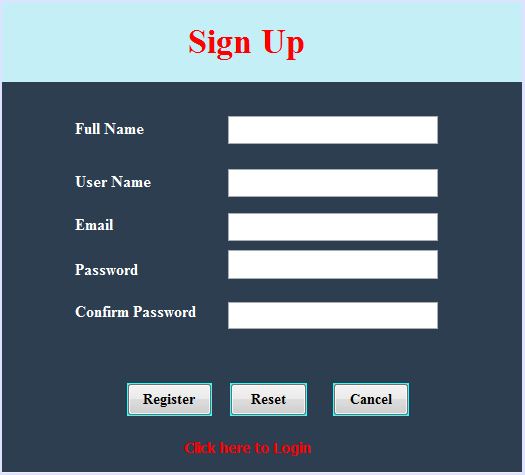 Sign Up
Full Name
User Name
Email
Password
Confirm Password
Register Reset Cancel
Click here to Login